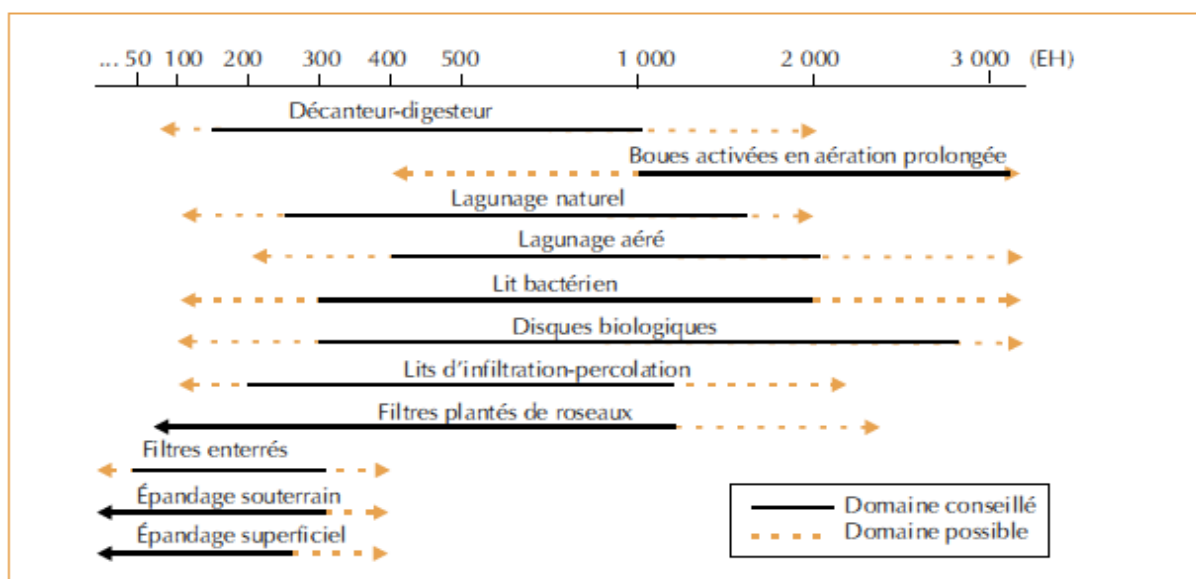 ... 50 100 200 300 400 500 1 000 2 000 3 000 (EH)
Décanteur-digesteur
Boues activées en aération prolongée
Lagunage naturel
Lagunage aéré
Lit bactérien
Disques biologiques
Lits d'infiltration-percolation
Filtres plantés de roseaux
Filtres enterrés
Épandage souterrain
Épandage superficiel
Domaine conseillé
Domaine possible